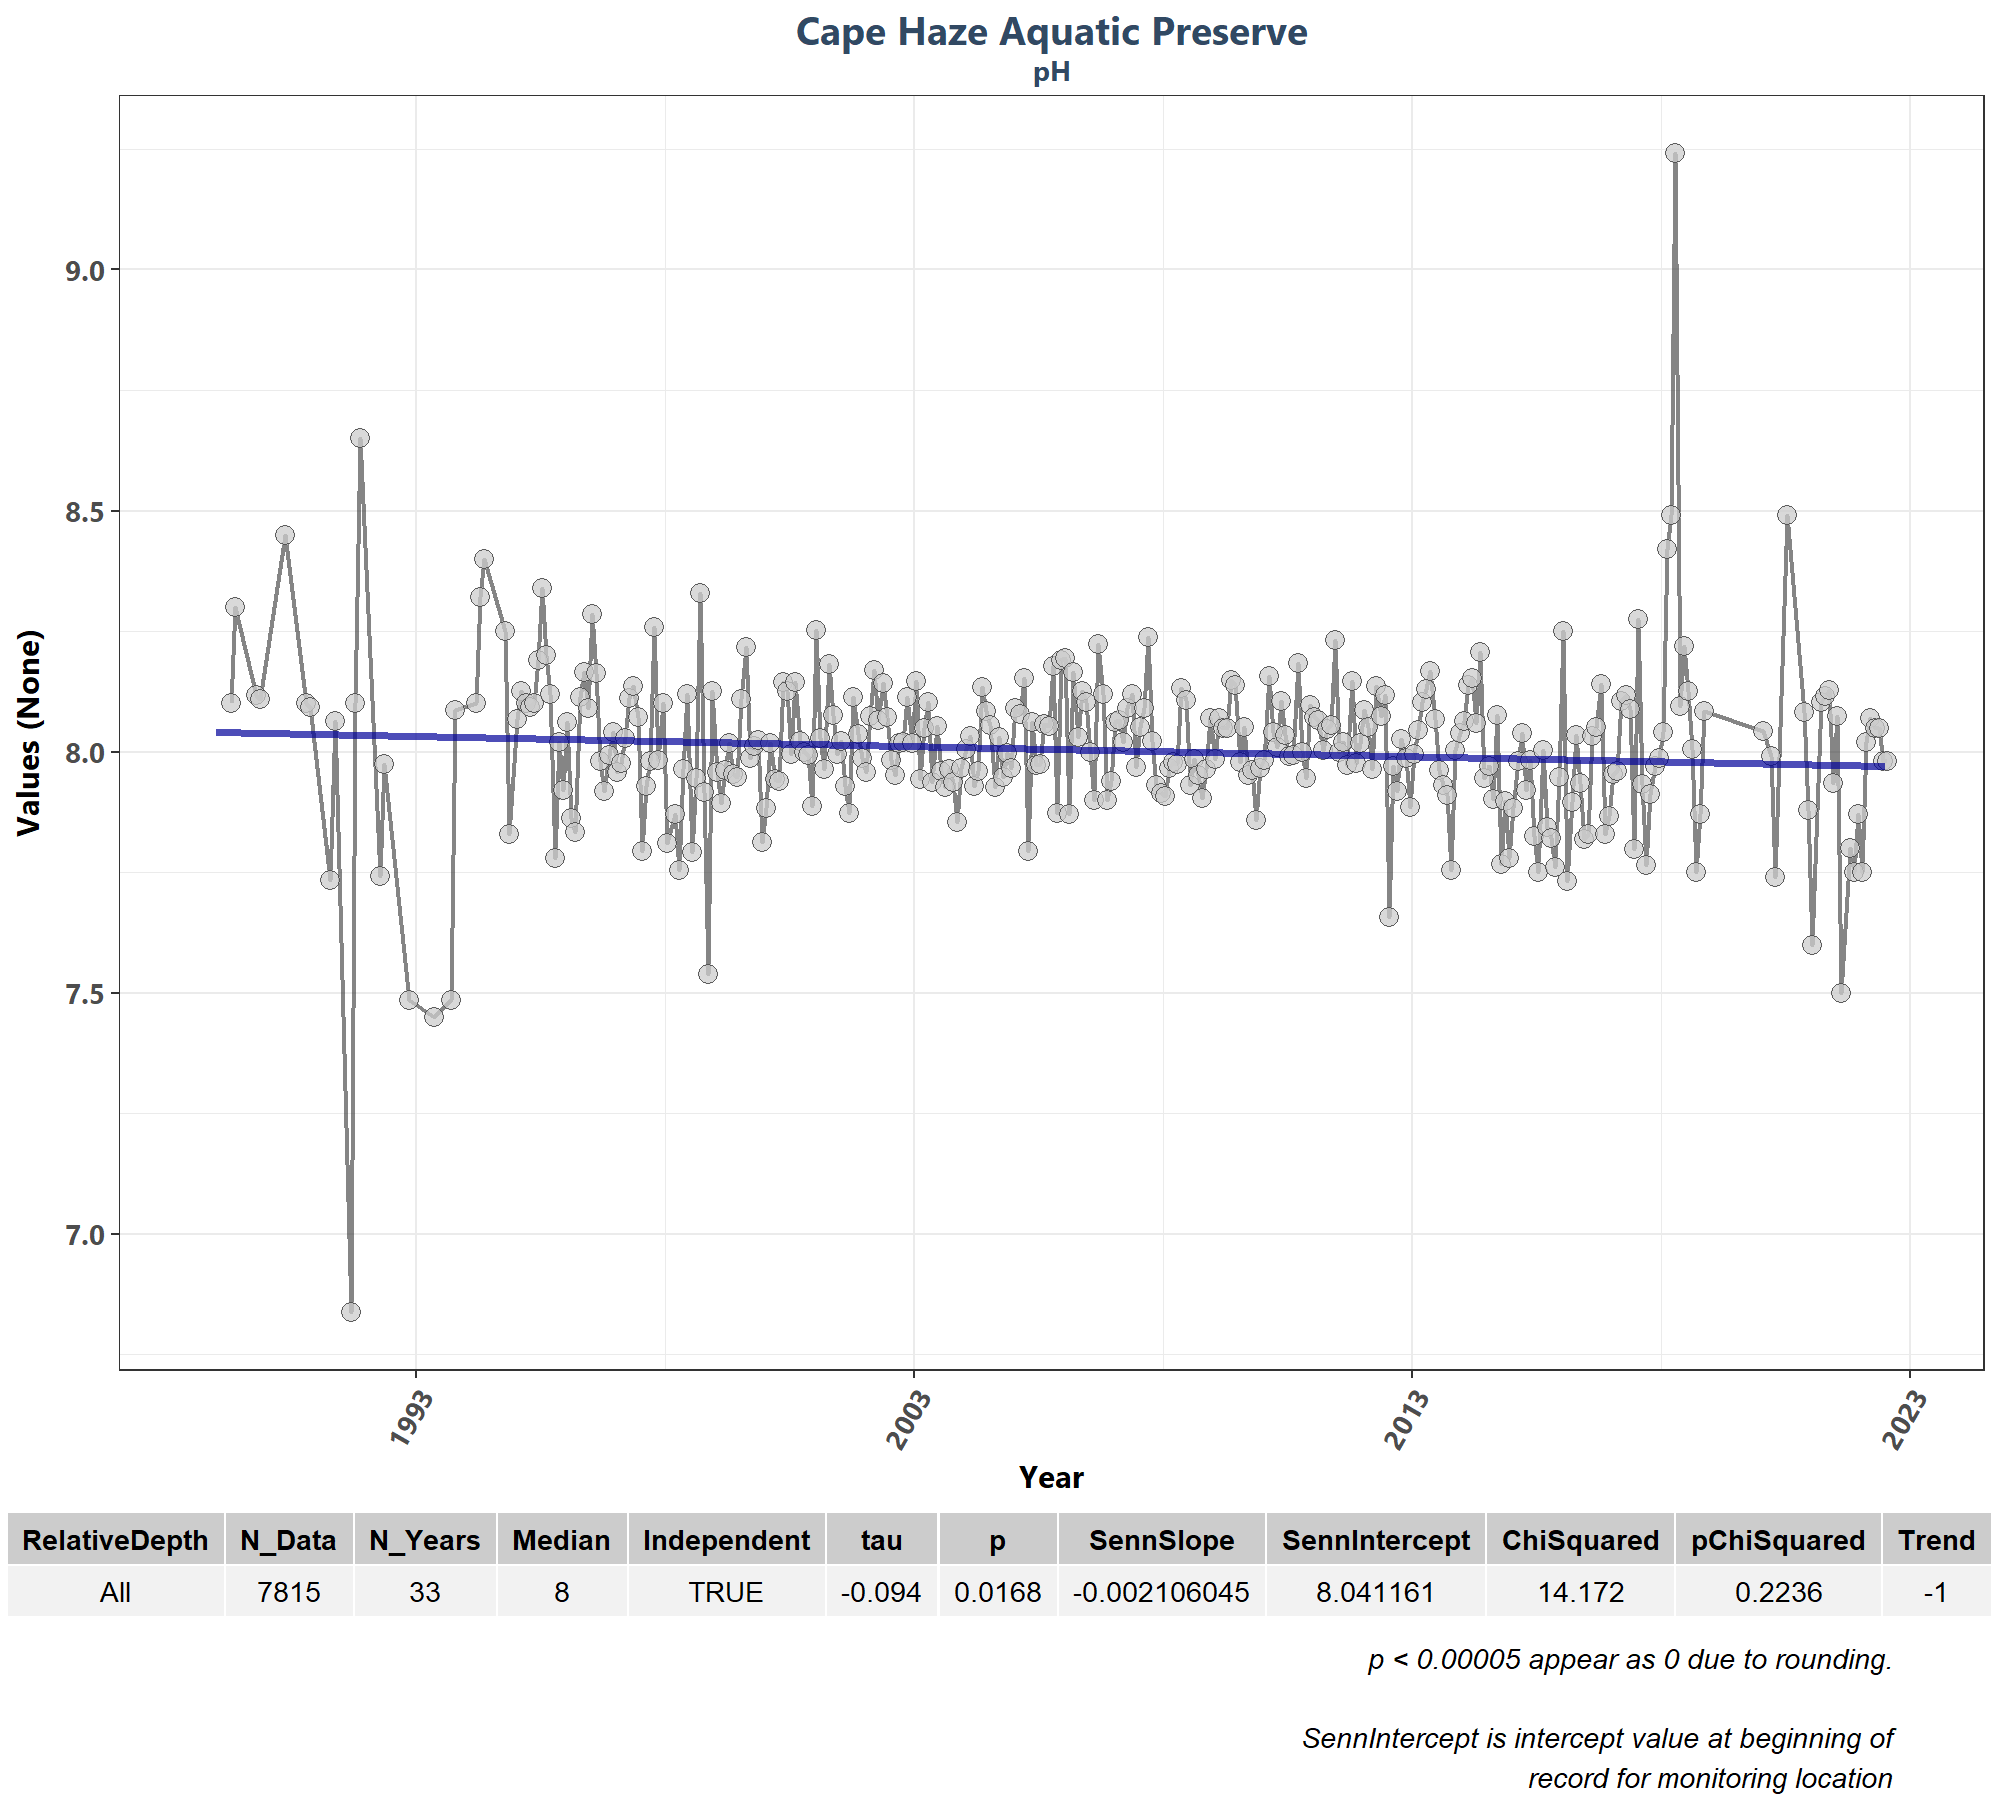 Cape Haze Aquatic Preserve
pH
Values (None)
9.0
8.5
8.0
7.5
7.0
1993
2003
2013
2023
Year
RelativeDepth N_Data N_Years Median Independent tau p SennSlope SennIntercept ChiSquared pChiSquared Trend
All 7815 33 8 TRUE -0.094 0.0168 -0.002106045 8.041161 14.172 0.2236 -1
p < 0.00005 appear as 0 due to rounding.
SennIntercept is intercept value at beginning of
record for monitoring location